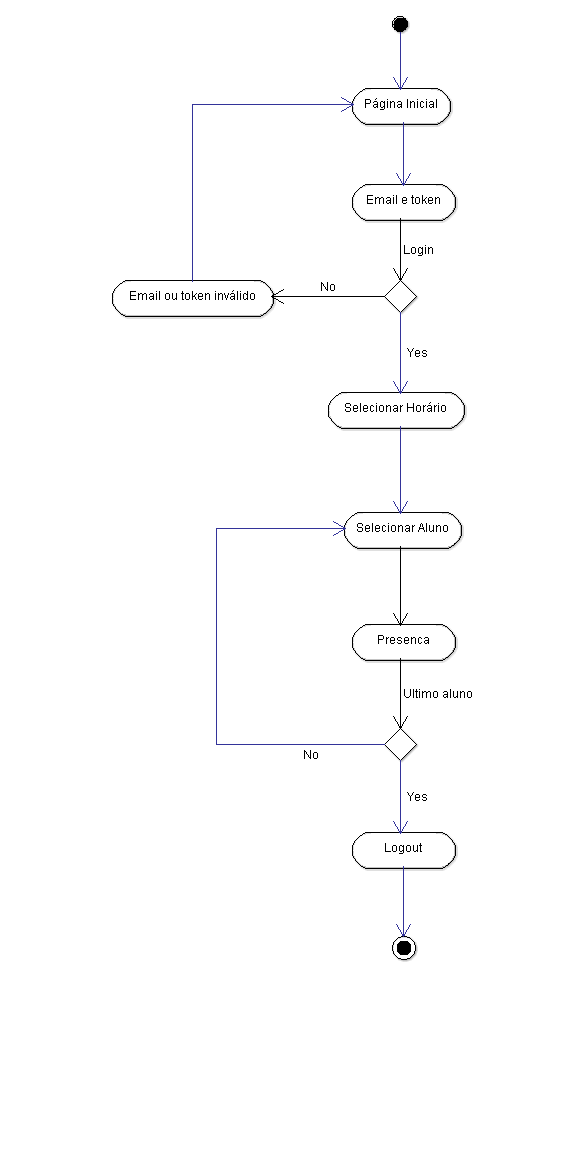 Página Inicial
Email e token
Login
No
Email ou token inválido
Yes
Selecionar Horário
Selecionar Aluno
Presenca
Ultimo aluno
No
Yes
Logout